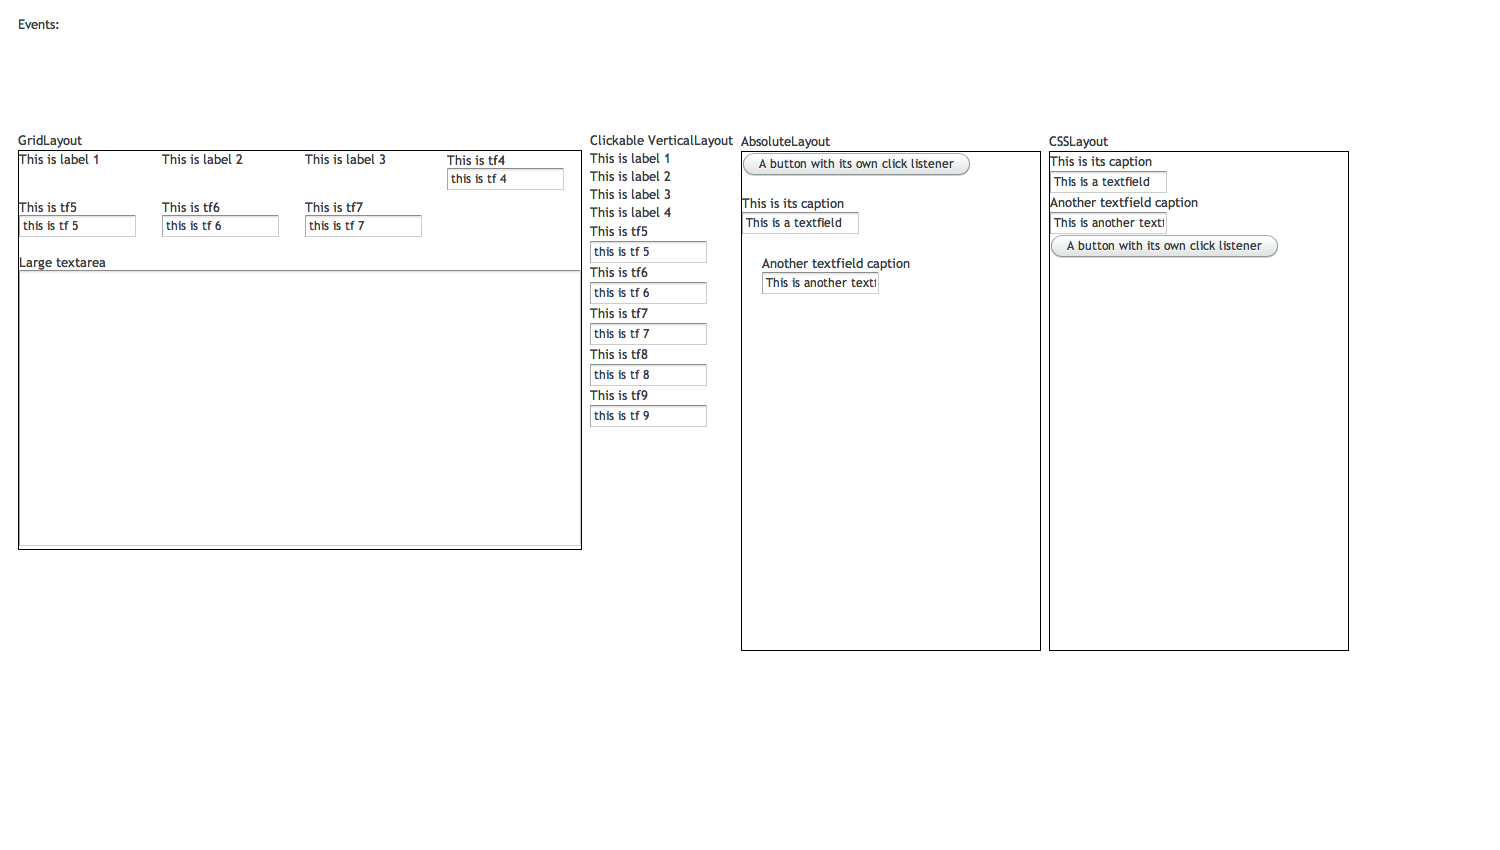 Events:
GridLayout
This is label 1
This is label 2
This is label 3
This is tf4
this is tf 4
This is tf5
This is tf6
This is tf7
this is tf 5
this is tf 6
this is tf 7
Large textarea
Clickable VerticalLayout
This is label 1
This is label 2
This is label 3
This is label 4
This is tf5
this is tf 5
This is tf6
this is tf 6
This is tf7
this is tf 7
This is tf8
this is tf 8
This is tf9
this is tf 9
AbsoluteLayout
A button with its own click listener
This is its caption
This is a textfield
Another textfield caption
This is another text
CSSLayout
This is its caption
This is a textfield
Another textfield caption
This is another text
A button with its own click listener